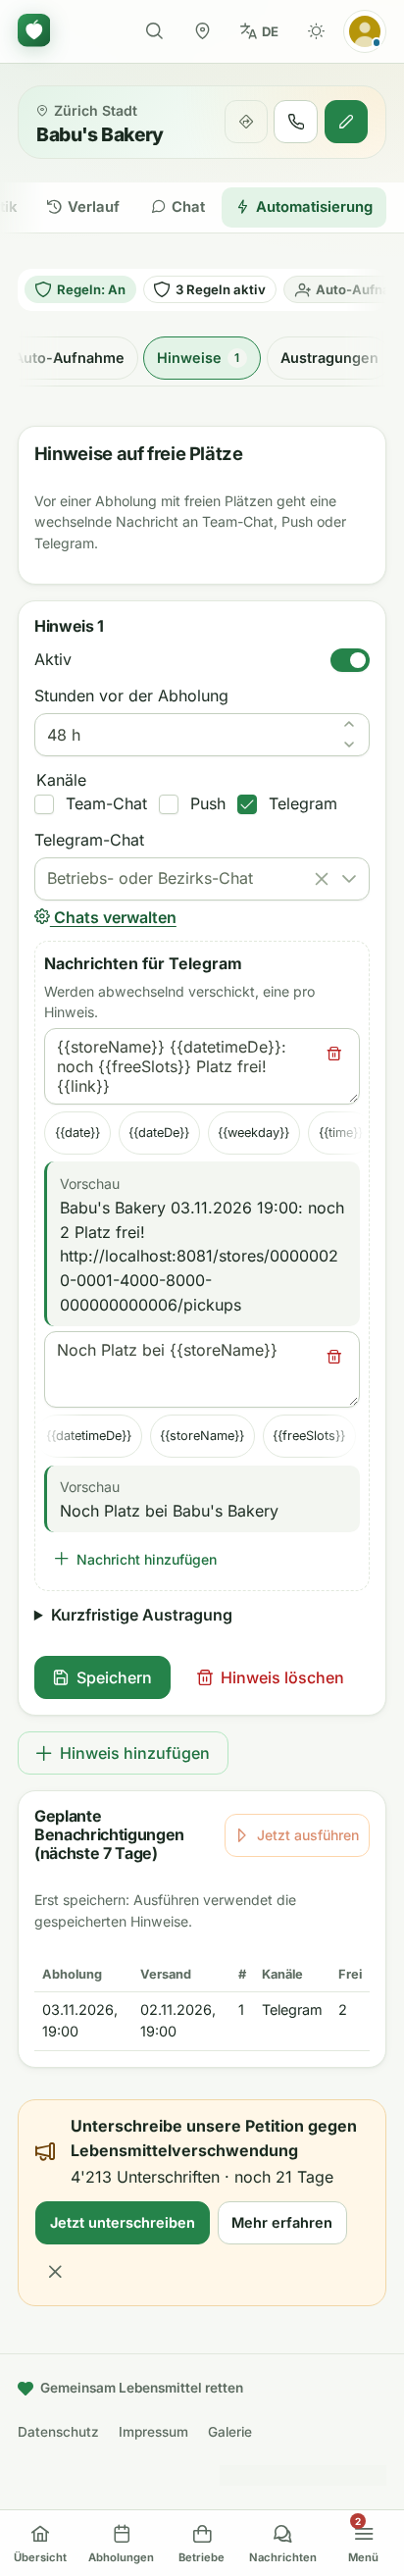 DE
Zürich Stadt
Babu's Bakery
tik
Verlauf
Chat
Automatisierung
Regeln: An
3 Regeln aktiv
Auto-Aufn
Auto-Aufnahme
Hinweise 1
Austragungen
Hinweise auf freie Plätze
Vor einer Abholung mit freien Plätzen geht eine
wechselnde Nachricht an Team-Chat, Push oder
Telegram.
Hinweis 1
Aktiv
Stunden vor der Abholung
48 h
Kanäle
Team-Chat
Push
Telegram
Telegram-Chat
Betriebs- oder Bezirks-Chat
Chats verwalten
Nachrichten für Telegram
Werden abwechselnd verschickt, eine pro
Hinweis.
{{storeName}} {{datetimeDe}}:
noch {{freeSlots}} Platz frei!
{{link}}
{{date}}
{{dateDe}}
{{weekday}}
{{time}}
Vorschau
Babu's Bakery 03.11.2026 19:00: noch
2 Platz frei!
http://localhost:8081/stores/0000002
0-0001-4000-8000-
000000000006/pickups
Noch Platz bei {{storeName}}
{{datetimeDe}}
{{storeName}}
{{freeSlots}}
Vorschau
Noch Platz bei Babu's Bakery
Nachricht hinzufügen
Kurzfristige Austragung
Speichern
Hinweis löschen
Hinweis hinzufügen
Geplante
Benachrichtigungen
(nächste 7 Tage)
Jetzt ausführen
Erst speichern: Ausführen verwendet die
gespeicherten Hinweise.
Abholung Versand # Kanäle Frei
03.11.2026, 02.11.2026, 1 Telegram 2
19:00 19:00
Unterschreibe unsere Petition gegen
Lebensmittelverschwendung
4'213 Unterschriften · noch 21 Tage
Jetzt unterschreiben
Mehr erfahren
Gemeinsam Lebensmittel retten
Datenschutz
Impressum
Galerie
2
Übersicht
Abholungen
Betriebe
Nachrichten
Menü